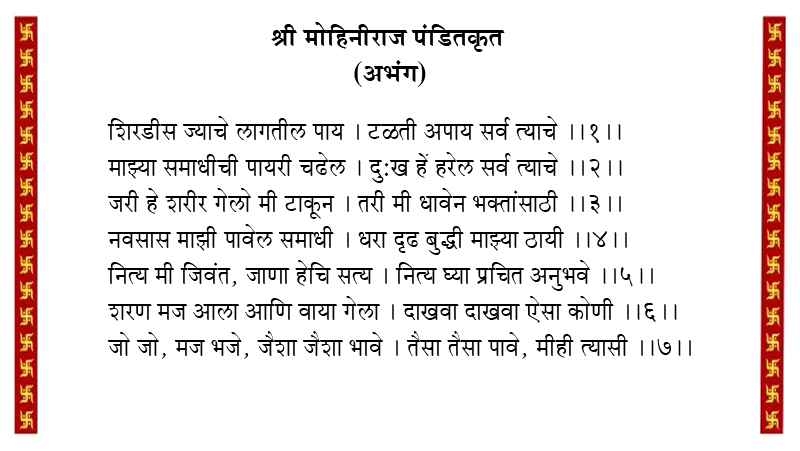 श्री मोहिनीराज पंडितकृत
(अभंग)
शिरडीस ज्याचे लागतील पाय । टळती अपाय सर्व त्याचे ।।१।।
माझ्या समाधीची पायरी चढेल । दुःख हें हरेल सर्व त्याचे ।।२।।
जरी हे शरीर गेलो मी टाकून । तरी मी धावेन भक्तांसाठी ।।३।।
नवसास माझी पावेल समाधी । धरा दृढ बुद्धी माझ्या ठायी ।।४।।
नित्य मी जिवंत, जाणा हेचि सत्य । नित्य घ्या प्रचित अनुभवे ।।५।।
शरण मज आला आणि वाया गेला । दाखवा दाखवा ऐसा कोणी ।।६।।
जो जो, मज भजे, जैशा जैशा भावे । तैसा तैसा पावे, मीही त्यासी ।।७।।